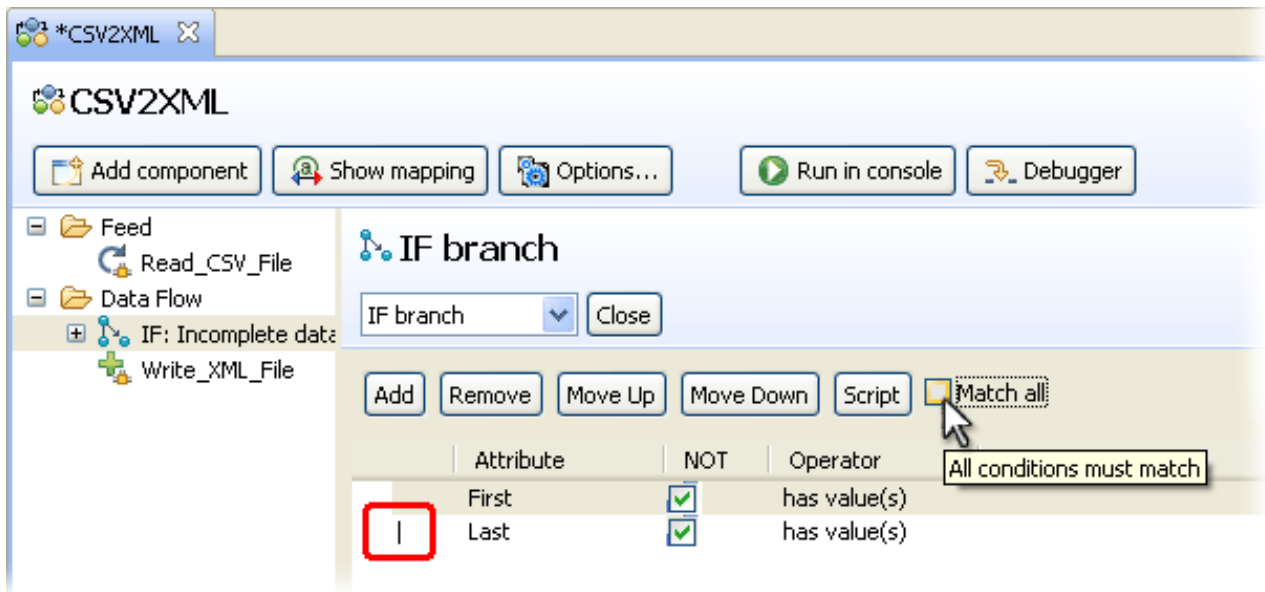 *CSV2XML
CSV2XML
Add component Show mapping Options... Run in console Debugger
Feed
Read_CSV_File
Data Flow
IF: Incomplete data
Write_XML_File
IF branch
IF branch Close
Add Remove Move Up Move Down Script Match all
Attribute NOT Operator
All conditions must match
First has value(s)
| Last has value(s)